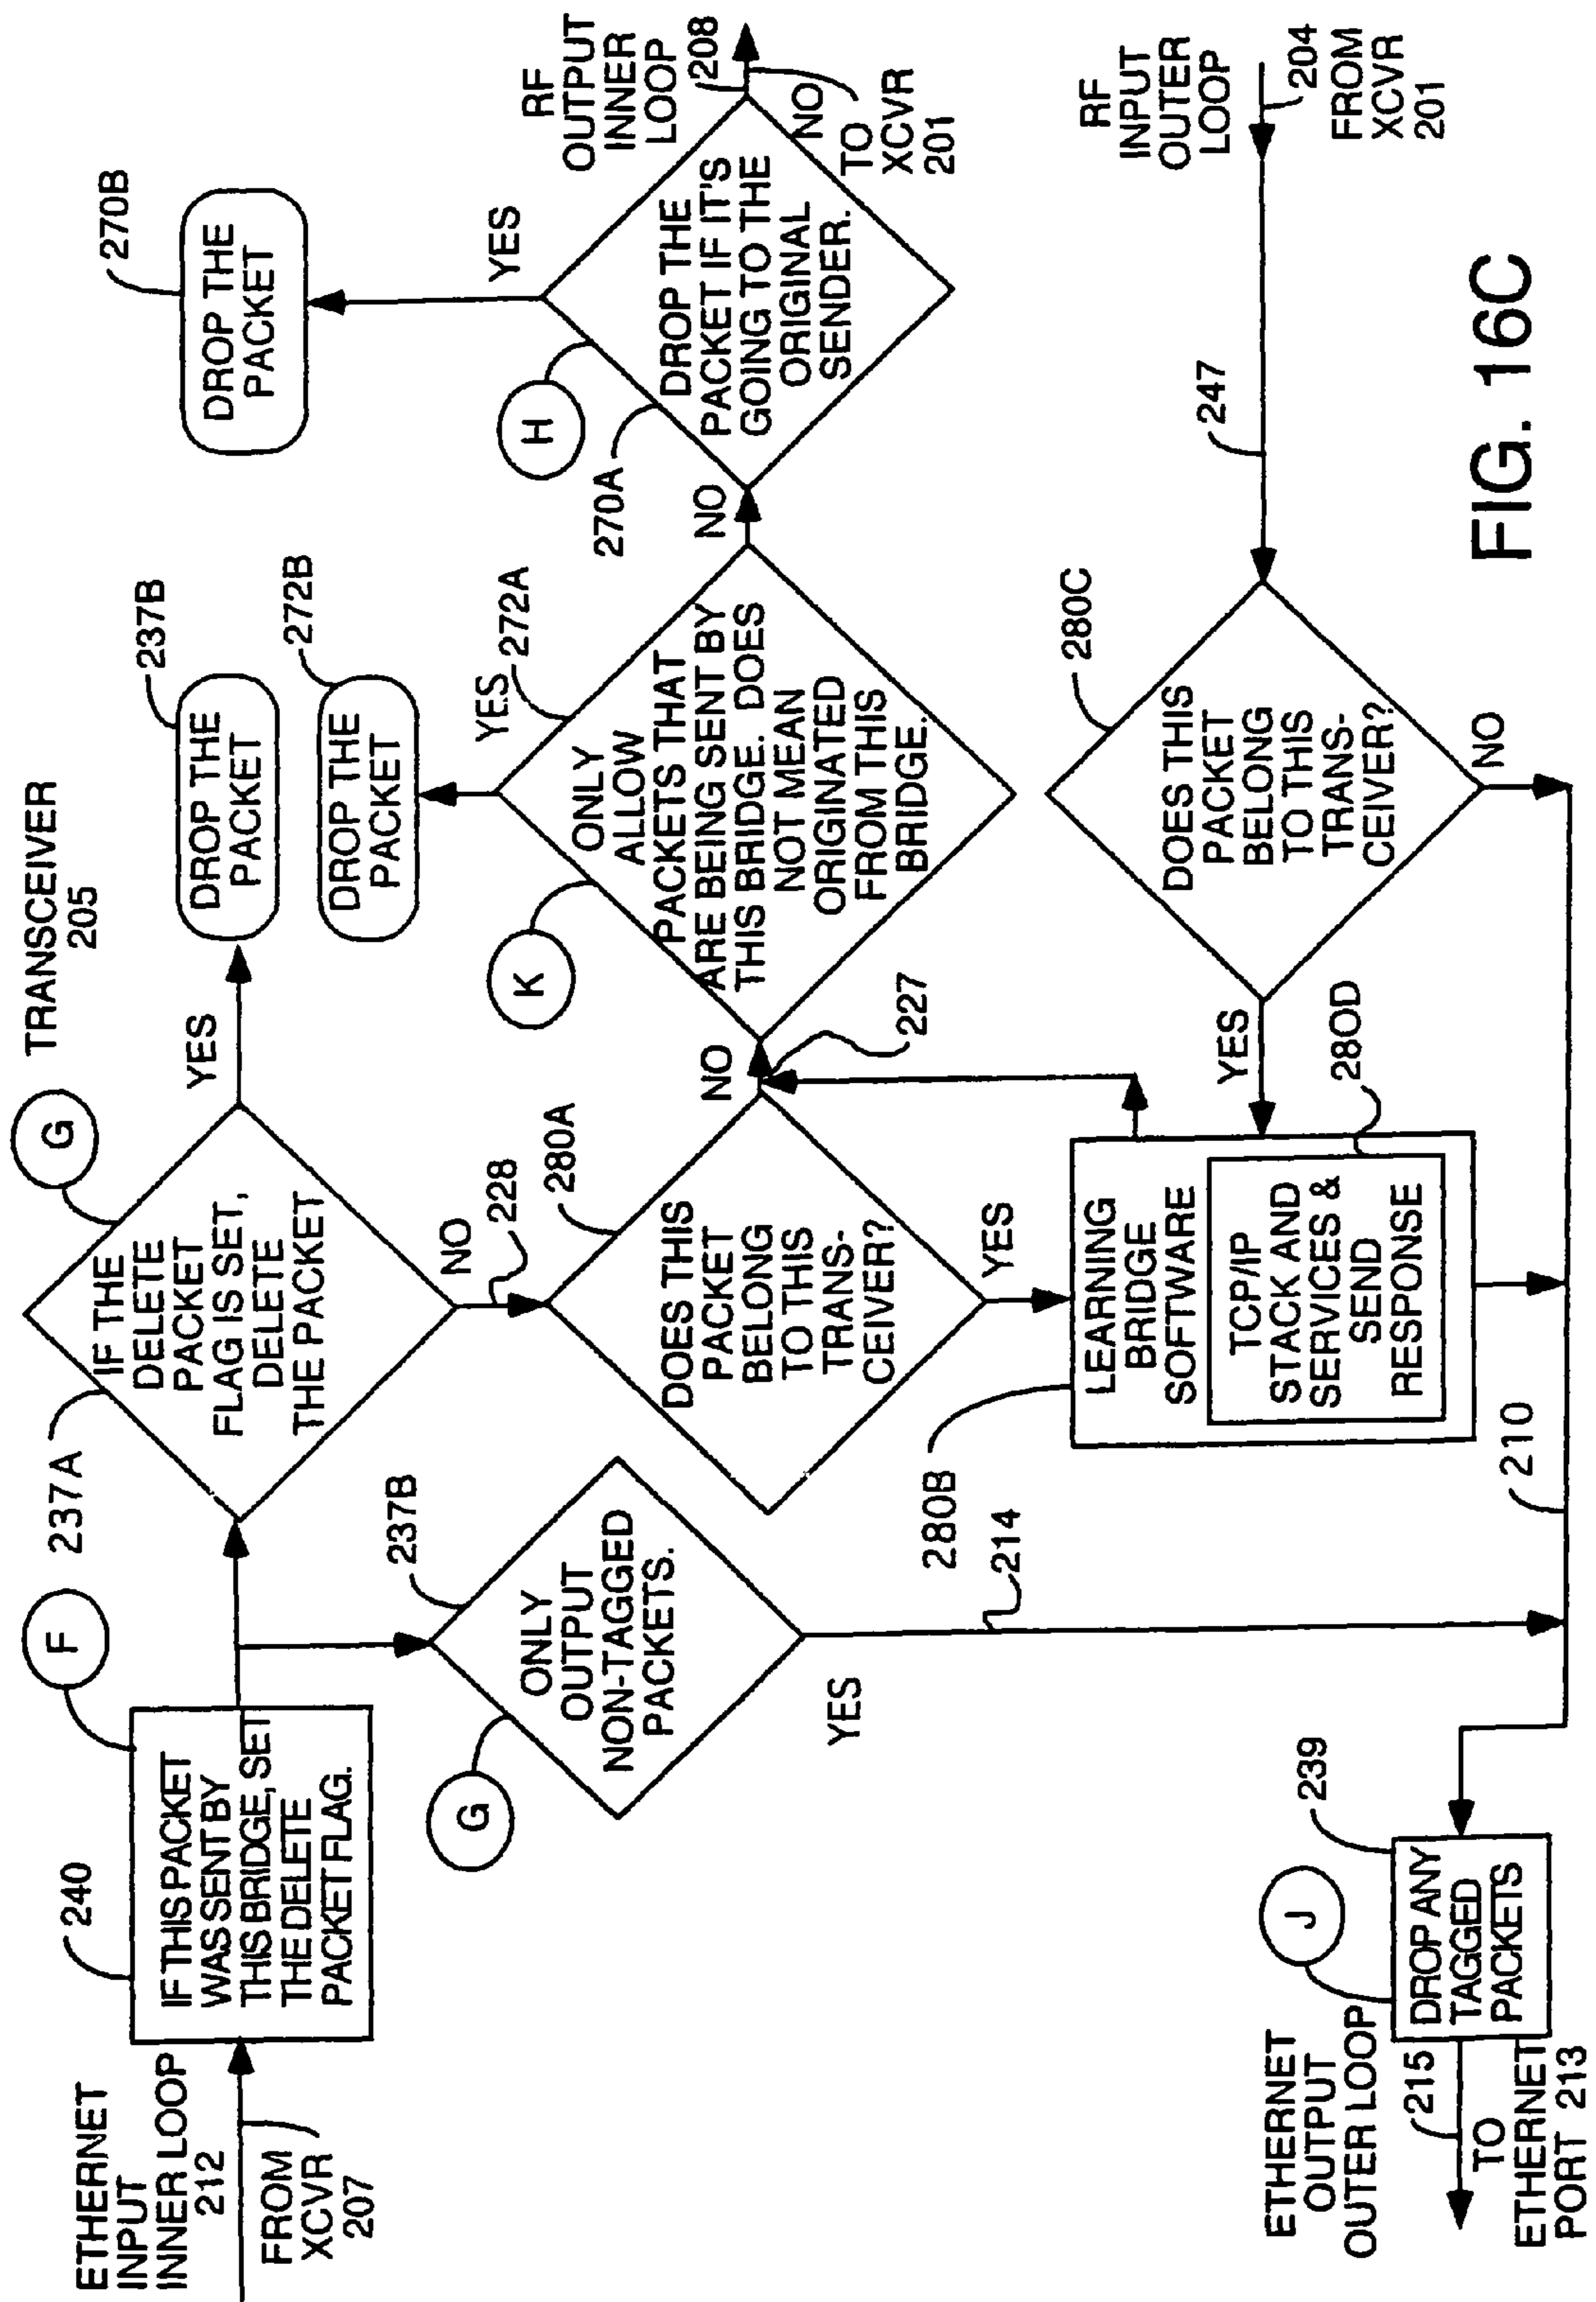 TRANSCEIVER
205
ETHERNET
INPUT
INNER LOOP
212
FROM
XCVR
207
240
F
IF THIS PACKET
WAS SENT BY
THIS BRIDGE, SET
THE DELETE
PACKET FLAG.
237A
G
IF THE
DELETE
PACKET
FLAG IS SET,
DELETE
THE PACKET
YES
237B
DROP THE
PACKET
NO
228
G
237B
ONLY
OUTPUT
NON-TAGGED
PACKETS.
YES
214
280A
DOES THIS
PACKET
BELONG
TO THIS
TRANS-
CEIVER?
NO
227
YES
280B
LEARNING
BRIDGE
SOFTWARE
TCP/IP
STACK AND
SERVICES &
SEND
RESPONSE
280D
K
272A
ONLY
ALLOW
PACKETS THAT
ARE BEING SENT BY
THIS BRIDGE. DOES
NOT MEAN
ORIGINATED
FROM THIS
BRIDGE.
YES
272B
DROP THE
PACKET
NO
270A
H
DROP THE
PACKET IF IT'S
GOING TO THE
ORIGINAL
SENDER.
YES
270B
DROP THE
PACKET
NO
RF
OUTPUT
INNER
LOOP
208
TO
XCVR
201
RF
INPUT
OUTER
LOOP
204
FROM
XCVR
201
247
280C
DOES THIS
PACKET
BELONG
TO THIS
TRANS-
CEIVER?
YES
NO
210
239
J
DROP ANY
TAGGED
PACKETS
ETHERNET
OUTPUT
OUTER LOOP
215
TO
ETHERNET
PORT 213
FIG. 16C